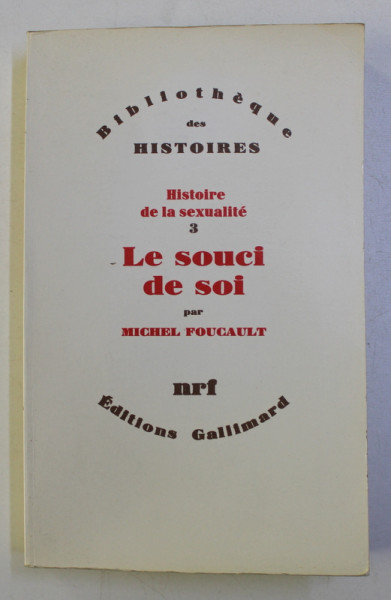 Bibliothèque
des
HISTOIRES
Histoire
de la sexualité
3
Le souci
de soi
par
MICHEL FOUCAULT
nrf
Éditions Gallimard